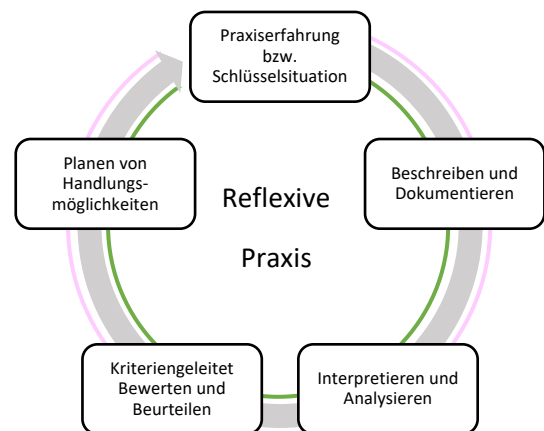 Praxiserfahrung
bzw.
Schlüsselsituation
Beschreiben und
Dokumentieren
Interpretieren und
Analysieren
Kriteriengeleitet
Bewerten und
Beurteilen
Planen von
Handlungs-
möglichkeiten
Reflexive
Praxis